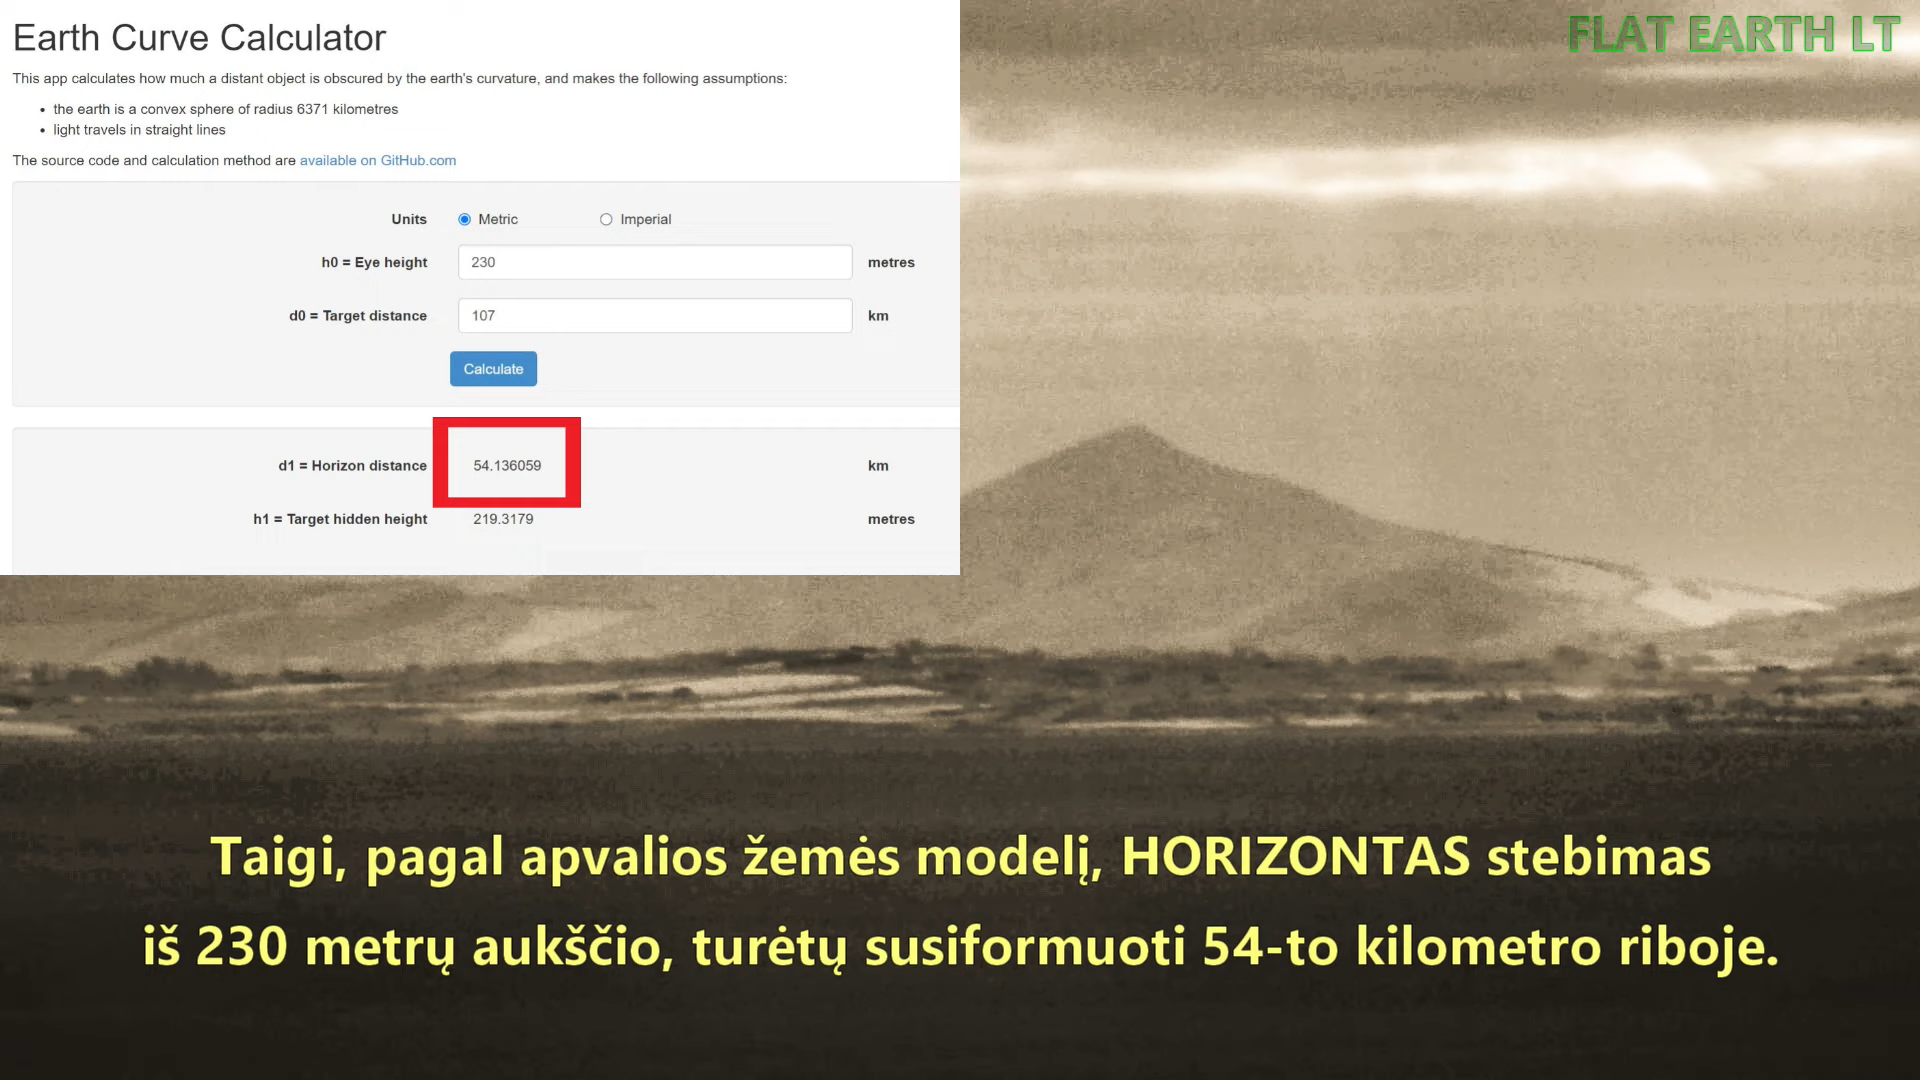 Earth Curve Calculator
FLAT EARTH LT
This app calculates how much a distant object is obscured by the earth's curvature, and makes the following assumptions:
• the earth is a convex sphere of radius 6371 kilometres
• light travels in straight lines
The source code and calculation method are available on GitHub.com
Units Metric Imperial
h0 = Eye height 230 metres
d0 = Target distance 107 km
Calculate
d1 = Horizon distance 54.136059 km
h1 = Target hidden height 219.3179 metres
Taigi, pagal apvalios žemės modelį, HORIZONTAS stebimas
iš 230 metrų aukščio, turėtų susiformuoti 54-to kilometro riboje.